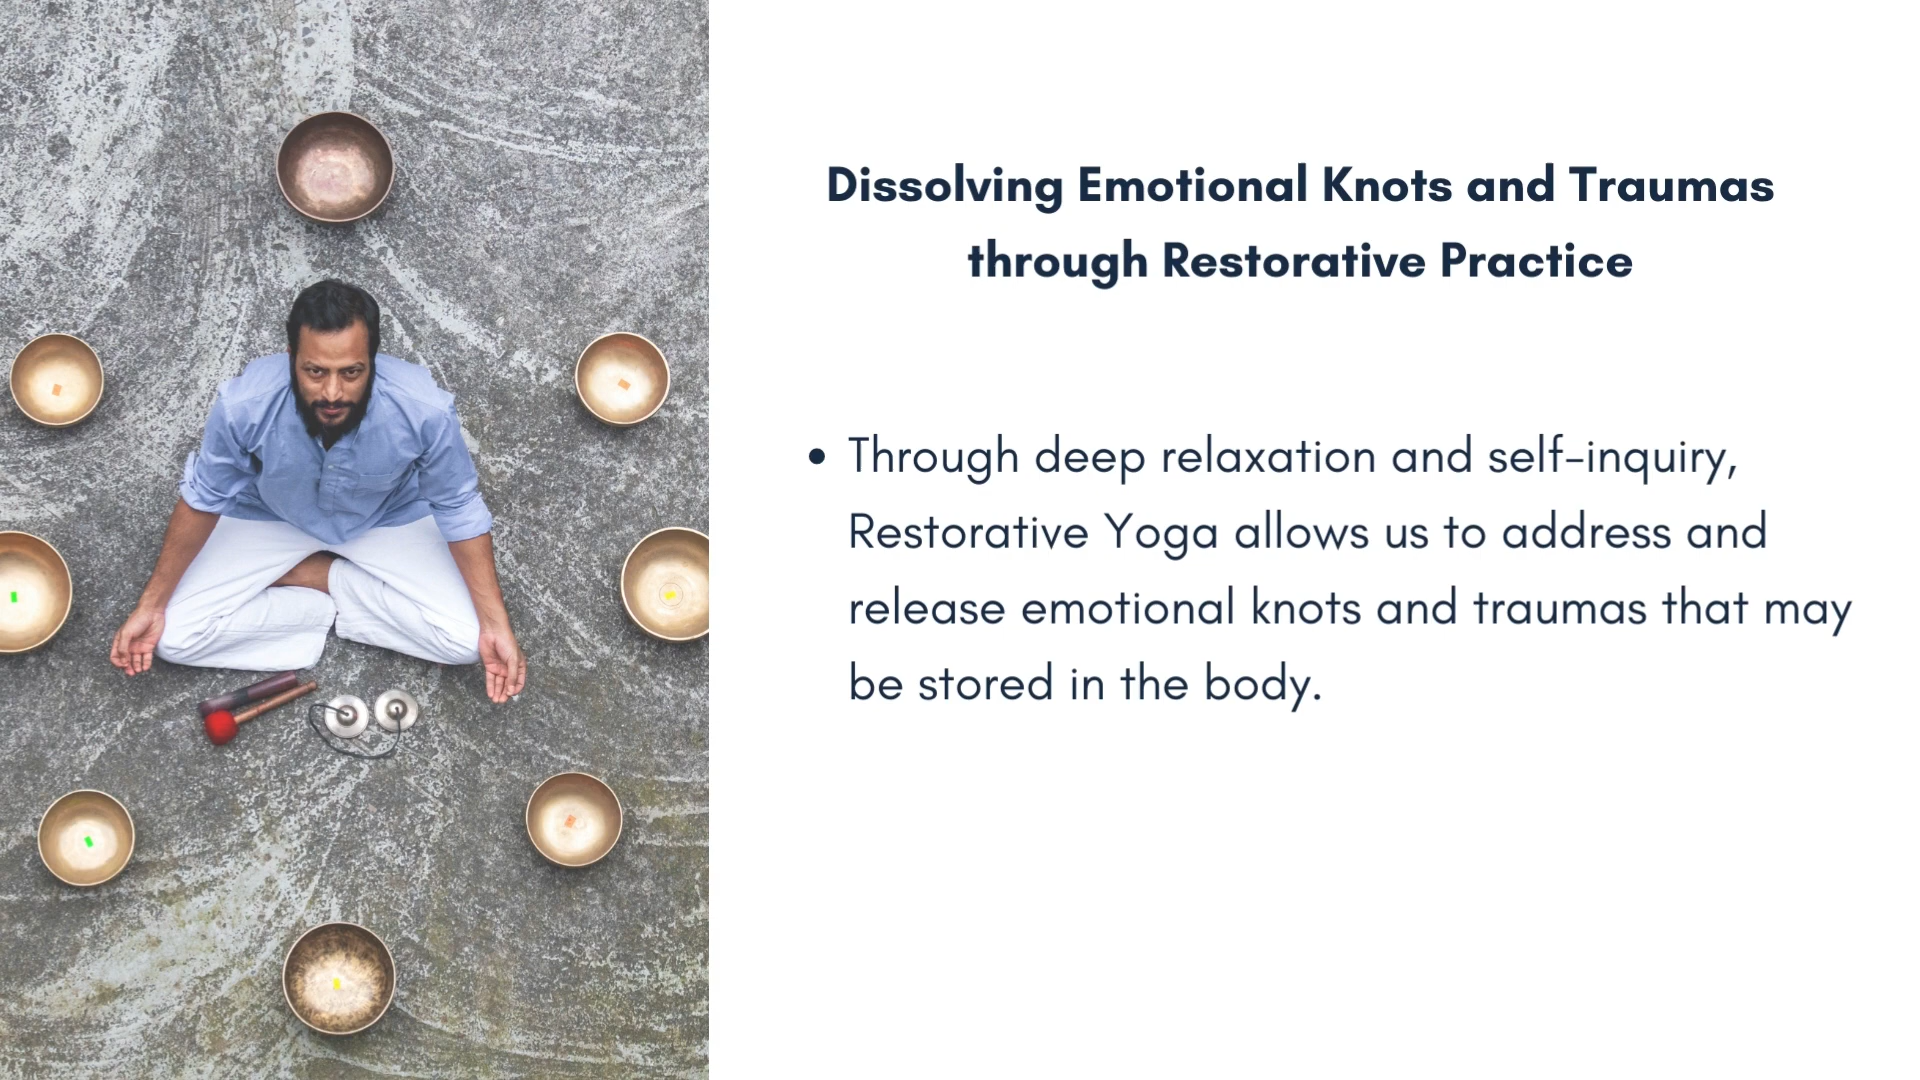 Dissolving Emotional Knots and Traumas
through Restorative Practice
• Through deep relaxation and self-inquiry,
Restorative Yoga allows us to address and
release emotional knots and traumas that may
be stored in the body.